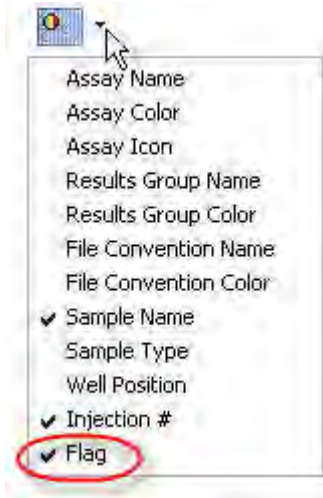 Assay Name
Assay Color
Assay Icon
Results Group Name
Results Group Color
File Convention Name
File Convention Color
Sample Name
Sample Type
Well Position
Injection #
Flag